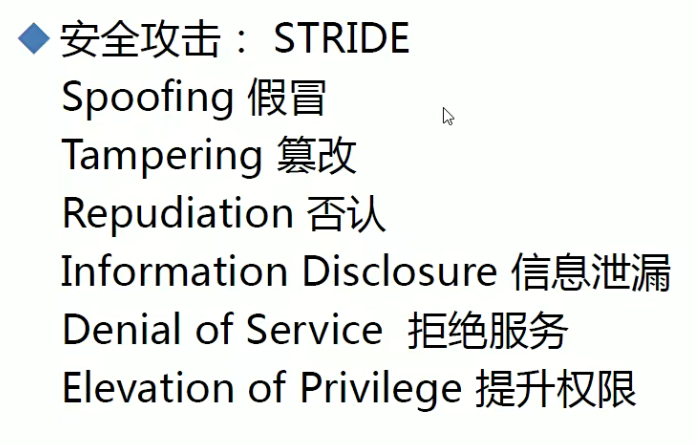 安全攻击： STRIDE
Spoofing 假冒
Tampering 篡改
Repudiation 否认
Information Disclosure 信息泄漏
Denial of Service 拒绝服务
Elevation of Privilege 提升权限